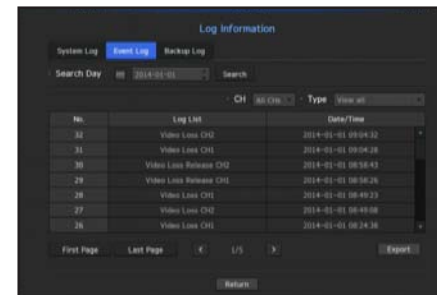 Log Information
System Log Event Log Backup Log
Search Day 2014-01-01 Search
CH All CHs Type View all
No. Log List Date/Time
32 Video Loss CH2 2014-01-01 09:04:32
31 Video Loss CH1 2014-01-01 09:04:28
30 Video Loss Release CH2 2014-01-01 08:58:43
29 Video Loss Release CH1 2014-01-01 08:58:26
28 Video Loss CH1 2014-01-01 08:49:23
27 Video Loss CH2 2014-01-01
26 Video Loss CH1 2014-01-01 08:24:38
First Page Last Page < 1/5 > Export
Return